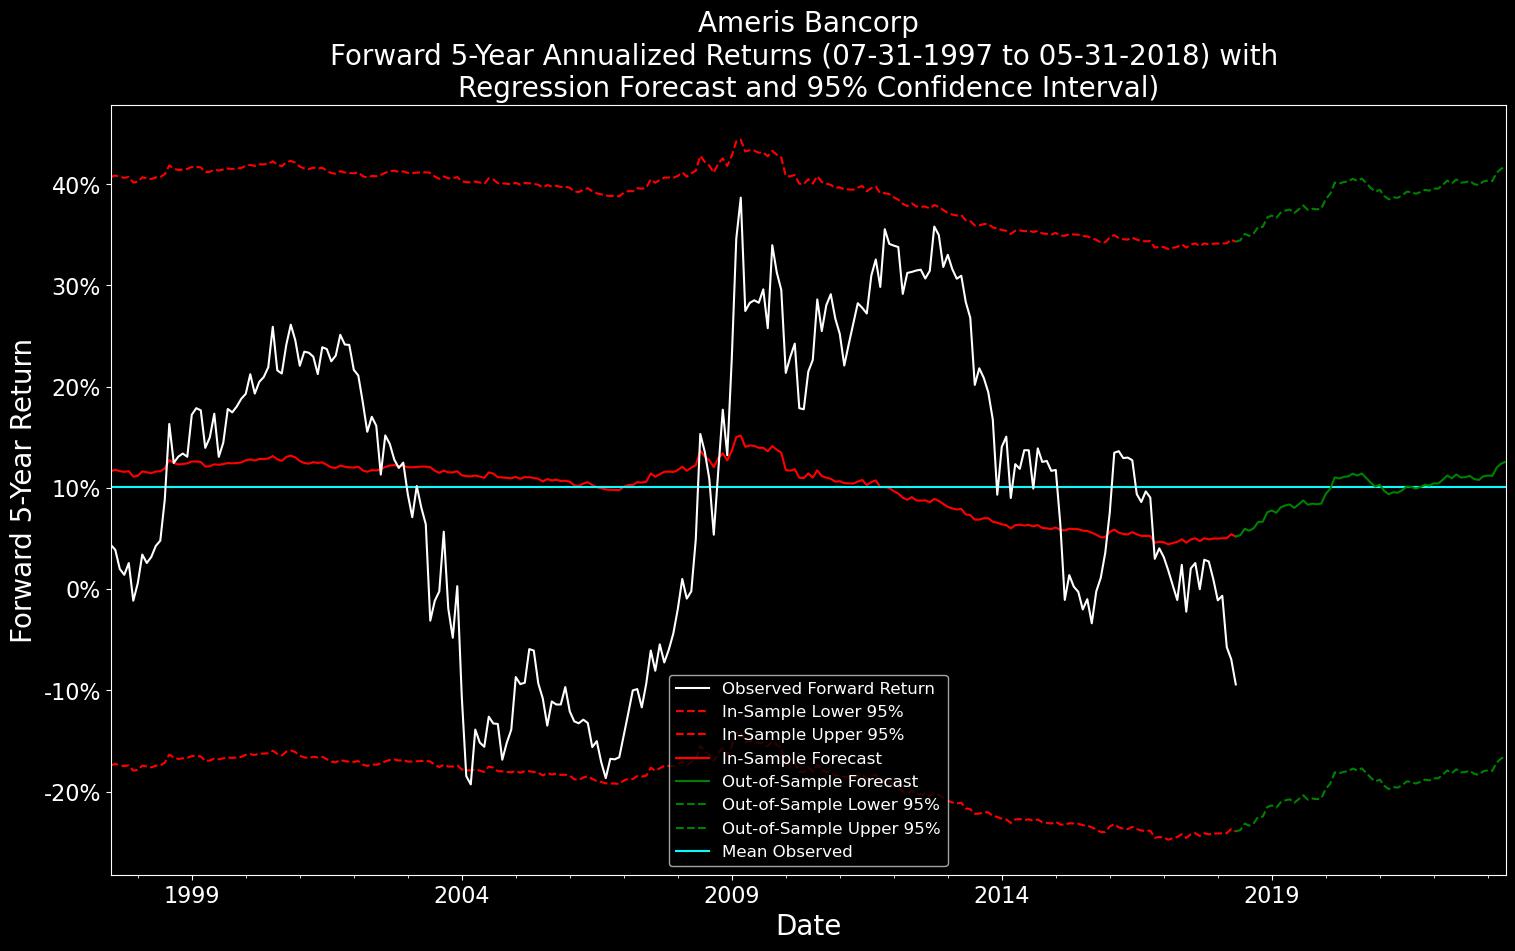 Ameris Bancorp
Forward 5-Year Annualized Returns (07-31-1997 to 05-31-2018) with
Regression Forecast and 95% Confidence Interval)
Forward 5-Year Return
40%
30%
20%
10%
0%
-10%
-20%
Observed Forward Return
In-Sample Lower 95%
In-Sample Upper 95%
In-Sample Forecast
Out-of-Sample Forecast
Out-of-Sample Lower 95%
Out-of-Sample Upper 95%
Mean Observed
1999 2004 2009 2014 2019
Date